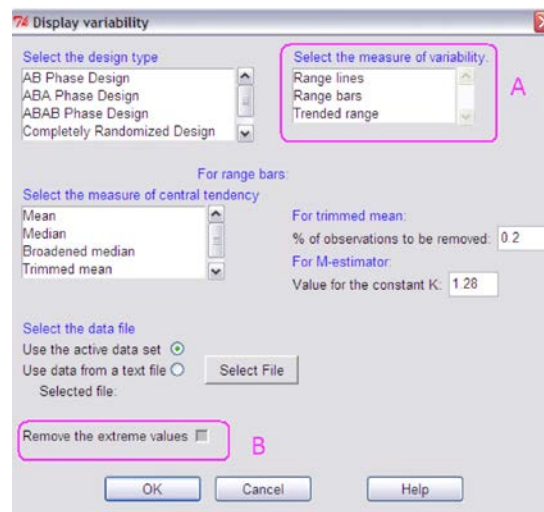 Display variability
Select the design type
AB Phase Design
ABA Phase Design
ABAB Phase Design
Completely Randomized Design
Select the measure of variability.
Range lines
Range bars
Trended range
A
For range bars:
Select the measure of central tendency
Mean
Median
Broadened median
Trimmed mean
For trimmed mean:
% of observations to be removed: 0.2
For M-estimator:
Value for the constant K: 1.28
Select the data file
Use the active data set
Use data from a text file
Select File
Selected file:
Remove the extreme values
B
OK Cancel Help